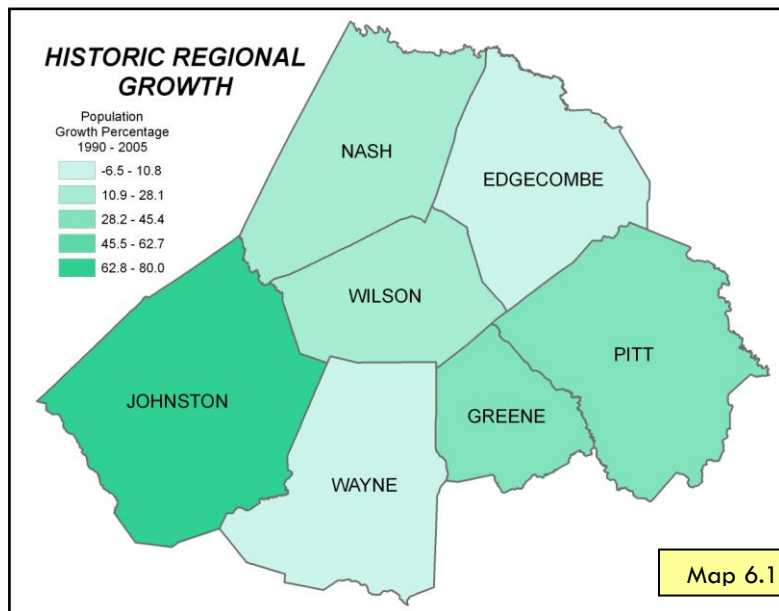 HISTORIC REGIONAL
GROWTH
Population
Growth Percentage
1990 - 2005
-6.5 - 10.8
10.9 - 28.1
28.2 - 45.4
45.5 - 62.7
62.8 - 80.0
NASH
EDGECOMBE
WILSON
PITT
JOHNSTON
GREENE
WAYNE
Map 6.1